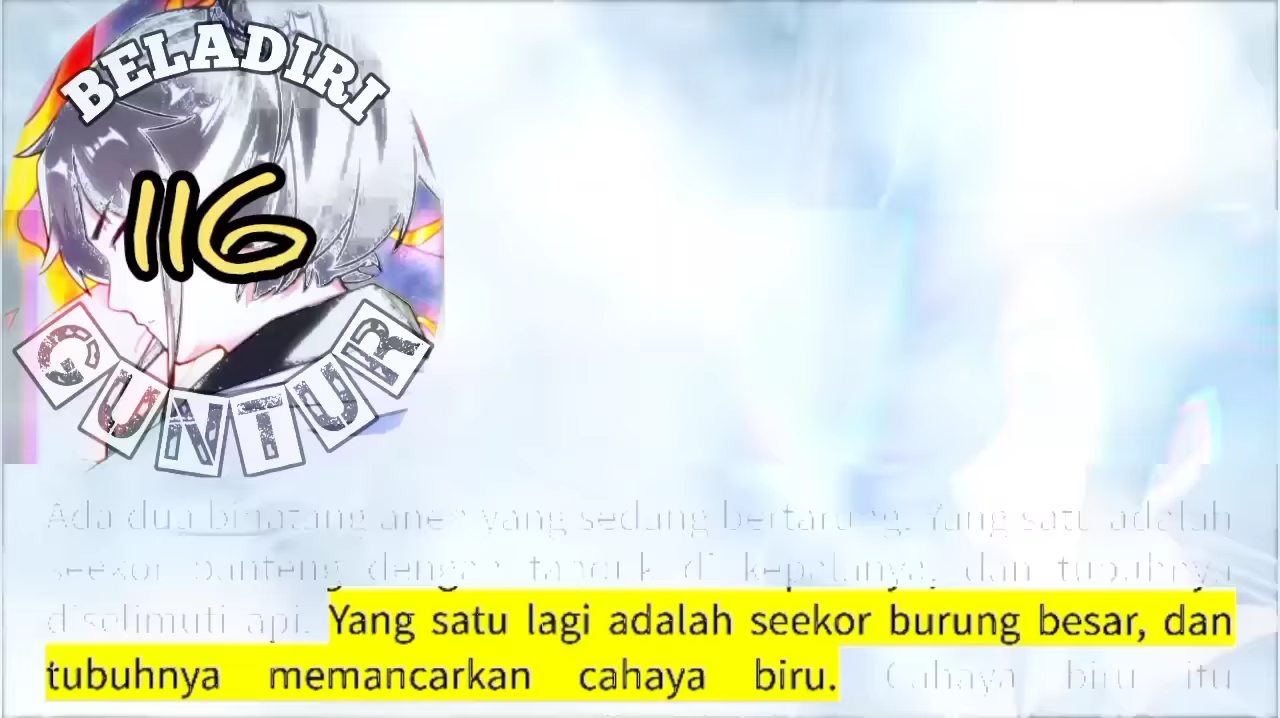 BELADIRI
116
GUNTUR
Ada dua binatang aneh yang sedang bertarung. Yang satu adalah
seekor banteng dengan tanduk di kepalanya, dan tubuhnya
diselimuti api. Yang satu lagi adalah seekor burung besar, dan
tubuhnya memancarkan cahaya biru. Cahaya biru itu